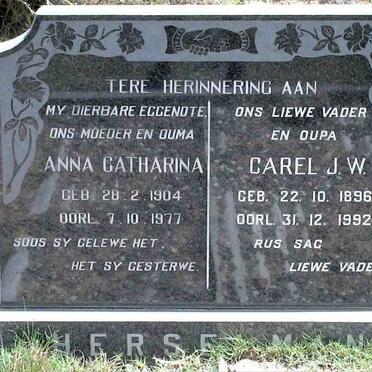 TERE HERINNERING AAN
MY DIERBARE EGGENOTE,
ONS MOEDER EN OUMA
ANNA CATHARINA
GEB. 28. 2. 1904
OORL. 7. 10. 1977
SOOS SY GELEWE HET,
HET SY GESTERWE.
ONS LIEWE VADER
EN OUPA
CAREL J. W.
GEB. 22. 10. 1896
OORL. 31. 12. 1992
RUS SAG
LIEWE VADE
HERSELMAN